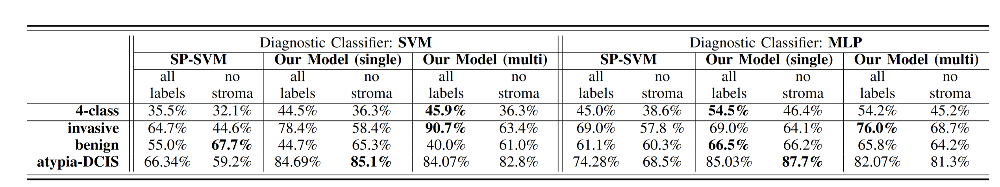 Diagnostic Classifier: SVM Diagnostic Classifier: MLP
SP-SVM Our Model (single) Our Model (multi) SP-SVM Our Model (single) Our Model (multi)
all no all no all no all no all no all no
labels stroma labels stroma labels stroma labels stroma labels stroma labels stroma
4-class 35.5% 32.1% 44.5% 36.3% 45.9% 36.3% 45.0% 38.6% 54.5% 46.4% 54.2% 45.2%
invasive 64.7% 44.6% 78.4% 58.4% 90.7% 63.4% 69.0% 57.8 % 69.0% 64.1% 76.0% 68.7%
benign 55.0% 67.7% 44.7% 65.3% 40.0% 61.0% 61.1% 60.3% 66.5% 66.2% 65.8% 64.2%
atypia-DCIS 66.34% 59.2% 84.69% 85.1% 84.07% 82.8% 74.28% 68.5% 85.03% 87.7% 82.07% 81.3%